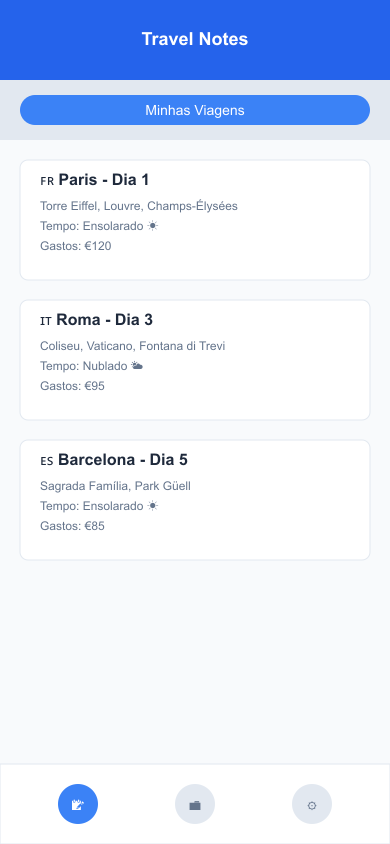 Travel Notes
Minhas Viagens
FR Paris - Dia 1
Torre Eiffel, Louvre, Champs-Élysées
Tempo: Ensolarado ☀
Gastos: €120
IT Roma - Dia 3
Coliseu, Vaticano, Fontana di Trevi
Tempo: Nublado 🌥
Gastos: €95
ES Barcelona - Dia 5
Sagrada Família, Park Güell
Tempo: Ensolarado ☀
Gastos: €85